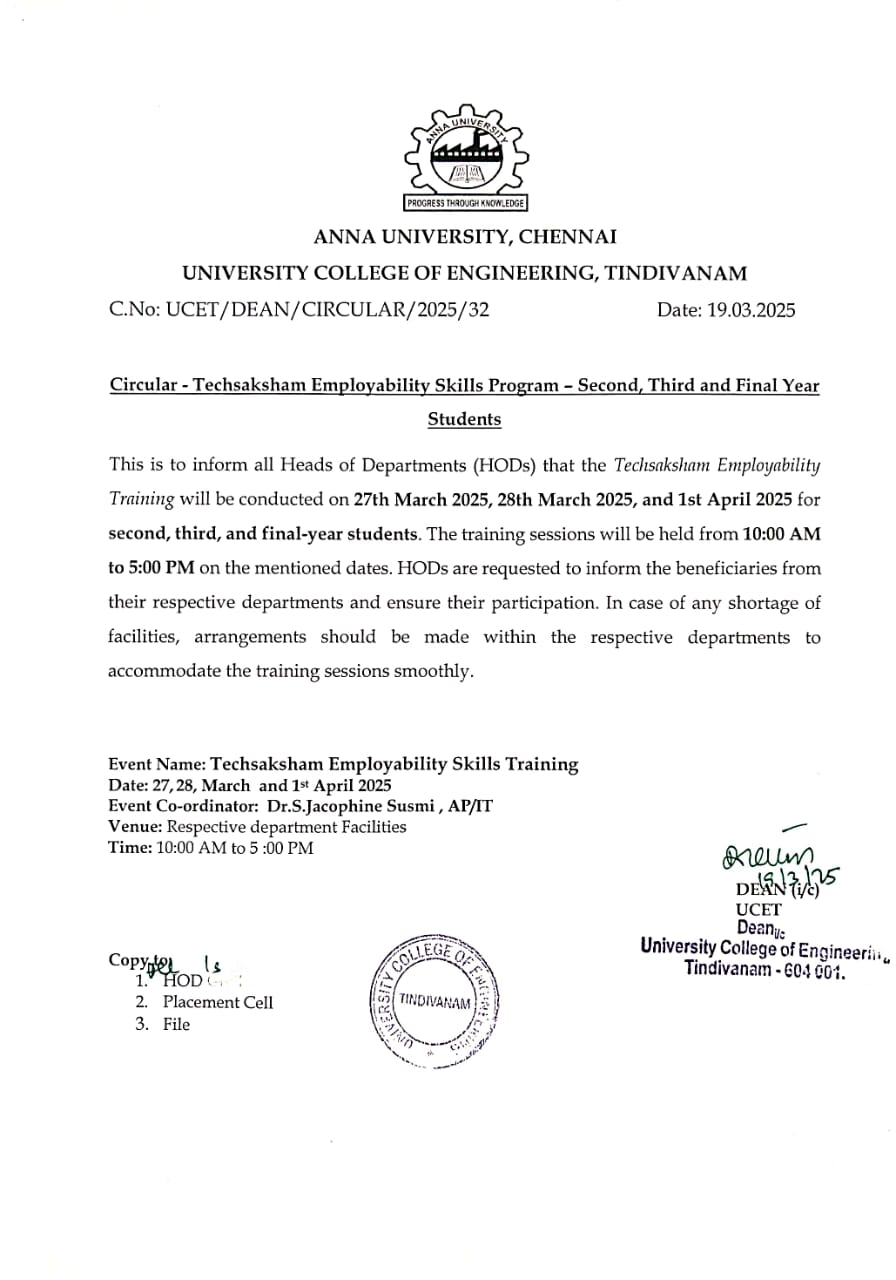 ANNA UNIVERSITY
PROGRESS THROUGH KNOWLEDGE
ANNA UNIVERSITY, CHENNAI
UNIVERSITY COLLEGE OF ENGINEERING, TINDIVANAM
C.No: UCET/DEAN/CIRCULAR/2025/32 Date: 19.03.2025
Circular - Techsaksham Employability Skills Program – Second, Third and Final Year
Students
This is to inform all Heads of Departments (HODs) that the Techsaksham Employability
Training will be conducted on 27th March 2025, 28th March 2025, and 1st April 2025 for
second, third, and final-year students. The training sessions will be held from 10:00 AM
to 5:00 PM on the mentioned dates. HODs are requested to inform the beneficiaries from
their respective departments and ensure their participation. In case of any shortage of
facilities, arrangements should be made within the respective departments to
accommodate the training sessions smoothly.
Event Name: Techsaksham Employability Skills Training
Date: 27,28, March and 1st April 2025
Event Co-ordinator: Dr.S.Jacophine Susmi , AP/IT
Venue: Respective department Facilities
Time: 10:00 AM to 5 :00 PM
19/3/25
DEAN (i/c)
UCET
Dean i/c
University College of Engineering,
Tindivanam - 604 001.
Copy
1. HOD
2. Placement Cell
3. File
UNIVERSITY COLLEGE OF ENGINEERING
TINDIVANAM